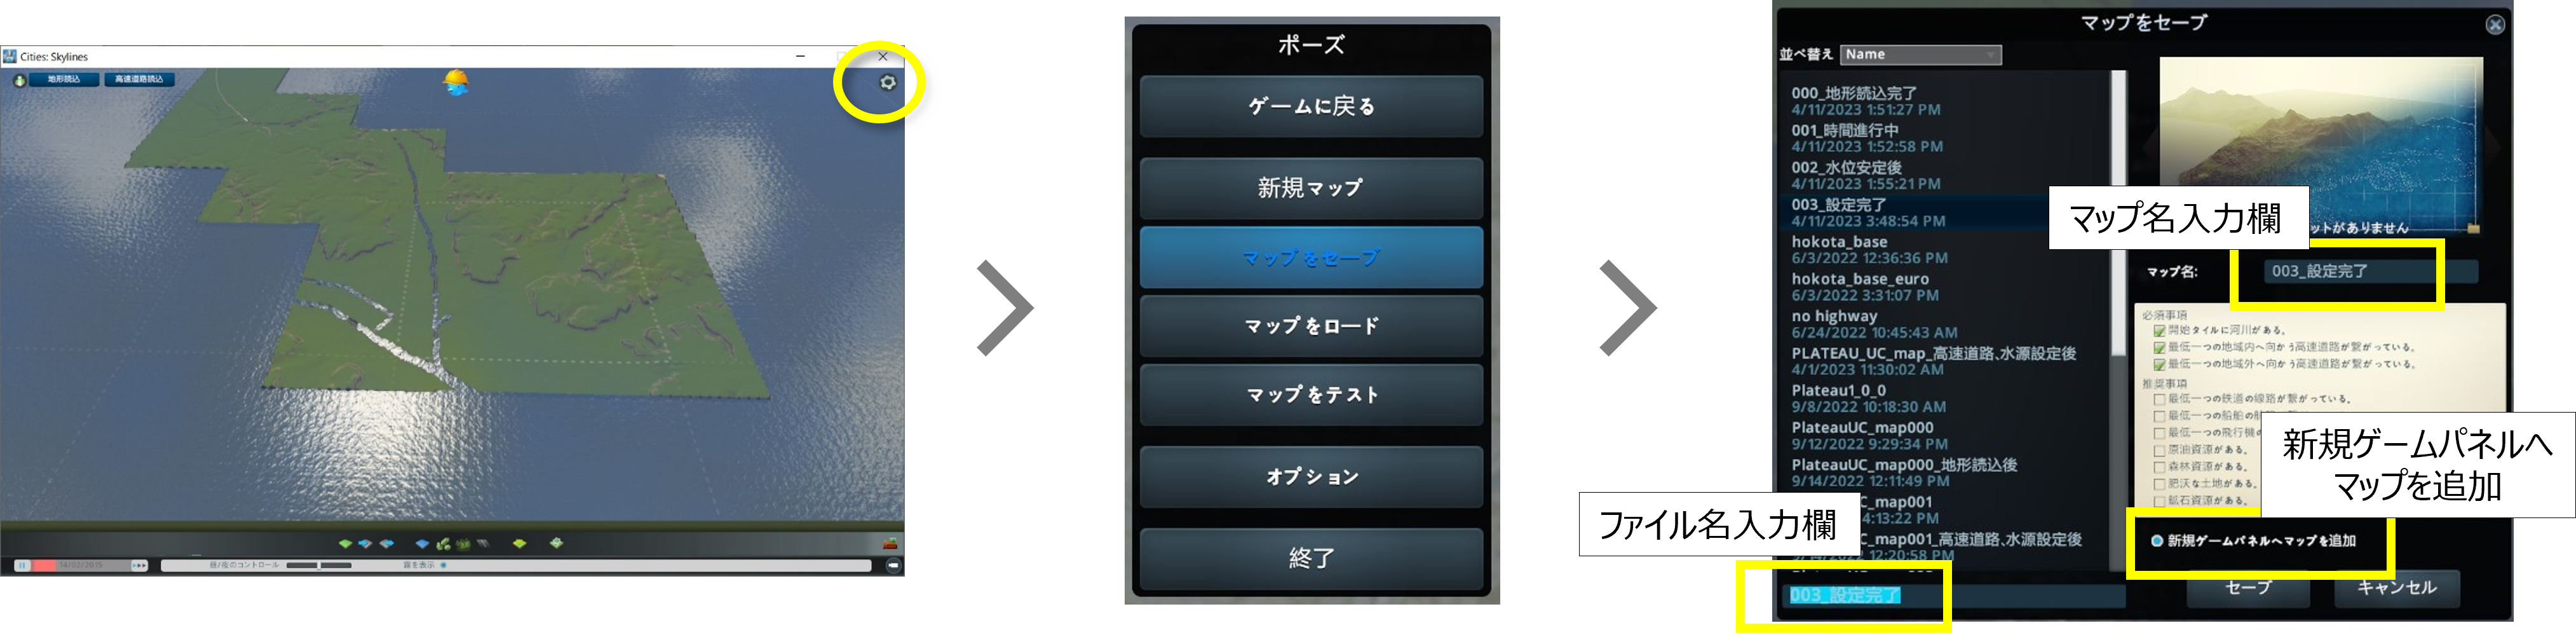 Cities: Skylines
地形読込
高速道路読込
14/02/2015
昼/夜のコントロール
霧を表示
ポーズ
ゲームに戻る
新規マップ
マップをセーブ
マップをロード
マップをテスト
オプション
終了
マップをセーブ
並べ替え Name
000_地形読込完了
4/11/2023 1:51:27 PM
001_時間進行中
4/11/2023 1:52:58 PM
002_水位安定後
4/11/2023 1:55:21 PM
003_設定完了
4/11/2023 3:48:54 PM
hokota_base
6/3/2022 12:36:36 PM
hokota_base_euro
6/3/2022 3:31:07 PM
no highway
6/24/2022 10:45:43 AM
PLATEAU_UC_map_高速道路、水源設定後
4/1/2023 11:30:02 AM
Plateau1_0_0
9/8/2022 10:18:30 AM
PlateauUC_map000
9/12/2022 9:29:34 PM
PlateauUC_map000_地形読込後
9/14/2022 12:11:49 PM
C_map001
4:13:22 PM
C_map001_高速道路、水源設定後
12:20:58 PM
ファイル名入力欄
003_設定完了
マップ名入力欄
ットがありません
マップ名:
003_設定完了
必須事項
開始タイルに河川がある。
最低一つの地域内へ向かう高速道路が繋がっている。
最低一つの地域外へ向かう高速道路が繋がっている。
推奨事項
最低一つの鉄道の線路が繋がっている。
最低一つの船舶の
最低一つの飛行機
原油資源がある。
森林資源がある。
肥沃な土地がある。
鉱石資源がある。
新規ゲームパネルへ
マップを追加
新規ゲームパネルへマップを追加
セーブ
キャンセル